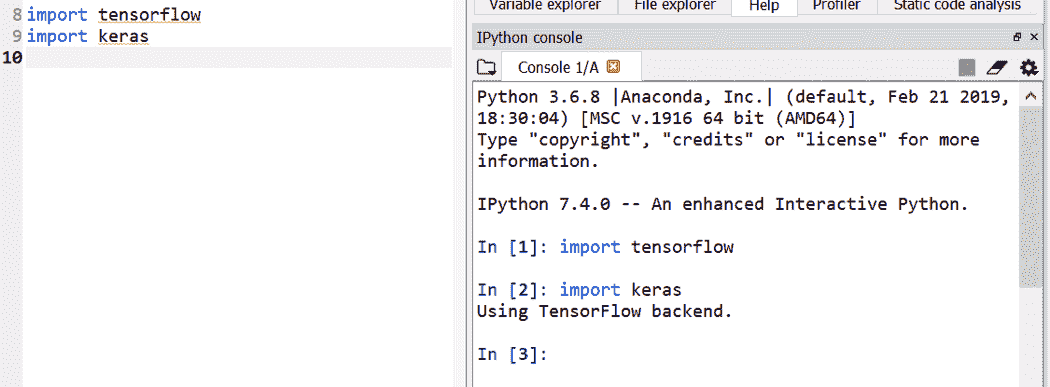 8 import tensorflow
9 import keras
10
Variable explorer File explorer Help Profiler Static code analysis
IPython console
Console 1/A
Python 3.6.8 |Anaconda, Inc.| (default, Feb 21 2019,
18:30:04) [MSC v.1916 64 bit (AMD64)]
Type "copyright", "credits" or "license" for more
information.
IPython 7.4.0 -- An enhanced Interactive Python.
In [1]: import tensorflow
In [2]: import keras
Using TensorFlow backend.
In [3]: